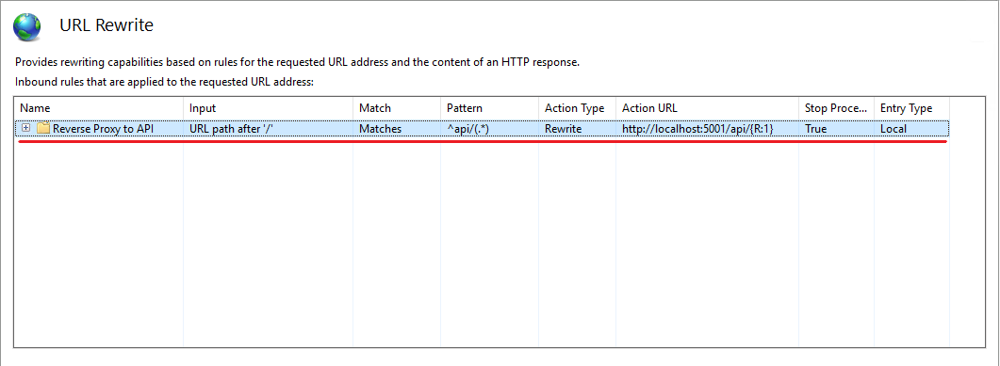 URL Rewrite
Provides rewriting capabilities based on rules for the requested URL address and the content of an HTTP response.
Inbound rules that are applied to the requested URL address:
Name Input Match Pattern Action Type Action URL Stop Proce... Entry Type
Reverse Proxy to API URL path after '/' Matches ^api/(.*) Rewrite http://localhost:5001/api/{R:1} True Local